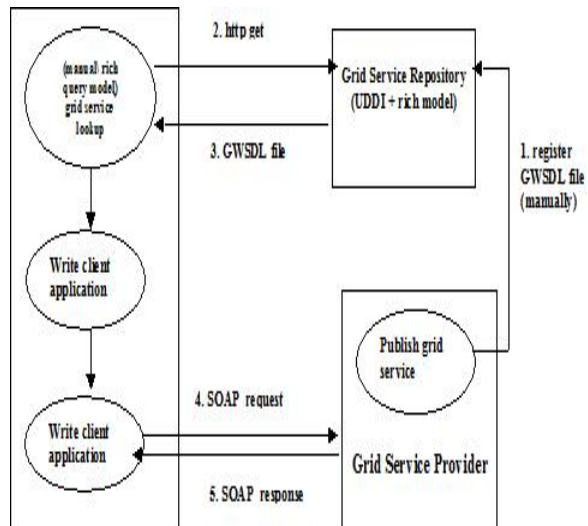 2. http get
(manual: rich
query model)
grid service
lookup
Grid Service Repository
(UDDI + rich model)
3. GWSDL file
1. register
GWSDL file
(manually)
Write client
application
Publish grid
service
4. SOAP request
Write client
application
Grid Service Provider
5. SOAP response